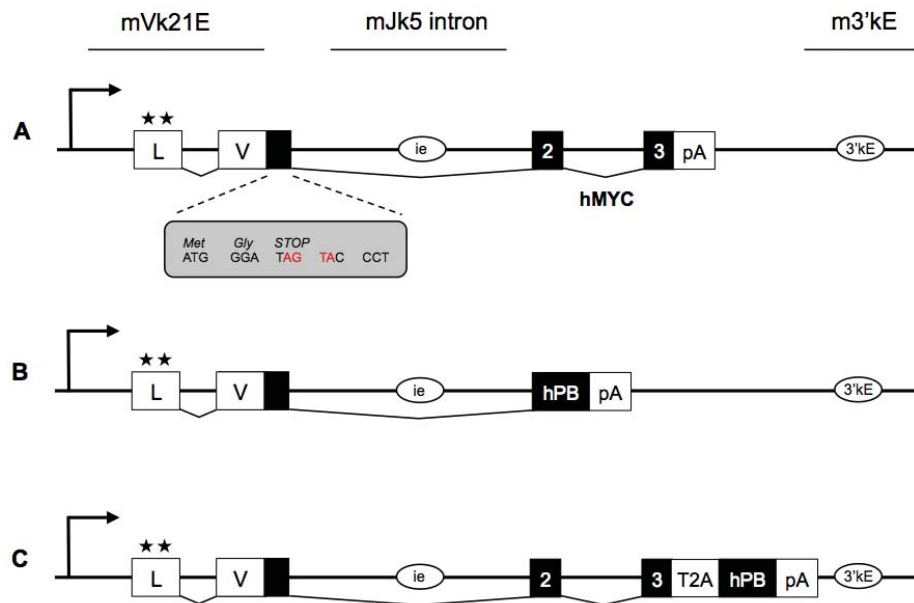 mVk21E mJk5 intron m3'kE
★★
A L V ie 2 3 pA 3'kE
hMYC
Met Gly STOP
ATG GGA TAG TAC CCT
★★
B L V ie hPB pA 3'kE
★★
C L V ie 2 3 T2A hPB pA 3'kE